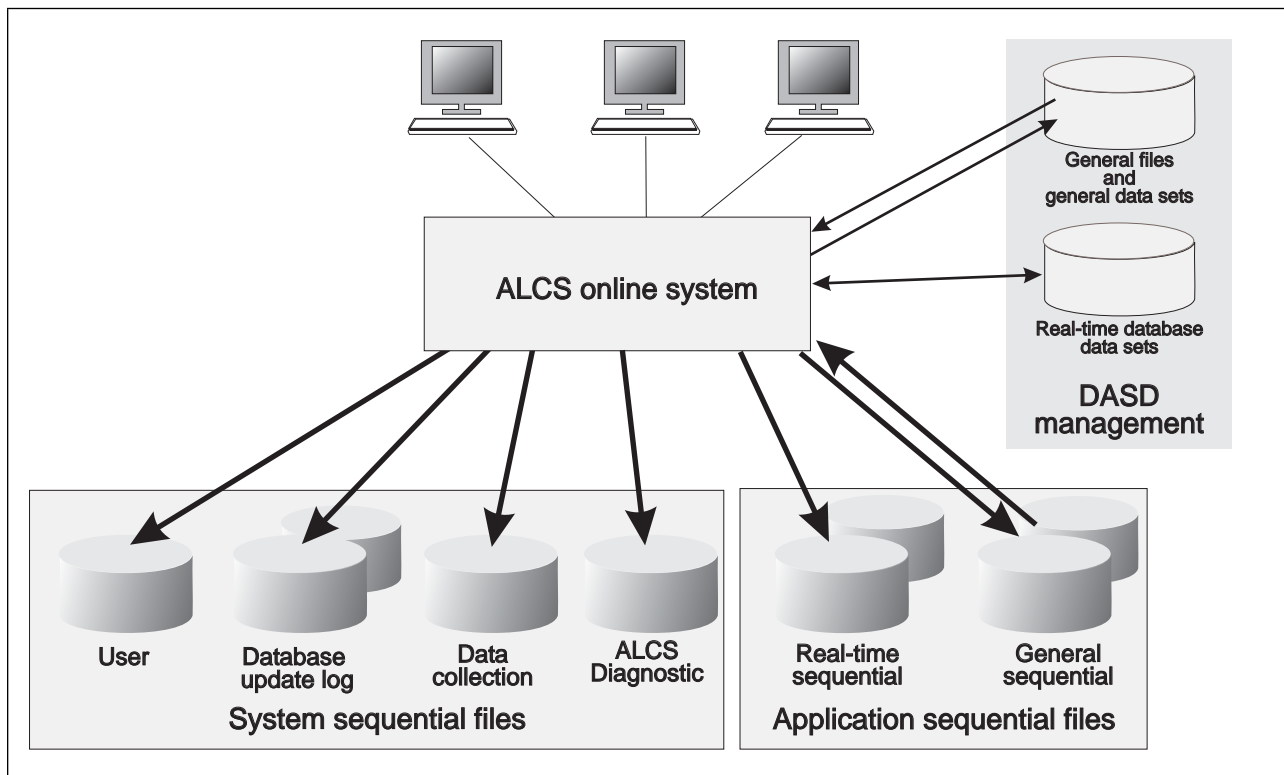 General files
and
general data sets
ALCS online system
Real-time database
data sets
DASD
management
User
Database
update log
Data
collection
ALCS
Diagnostic
System sequential files
Real-time
sequential
General
sequential
Application sequential files